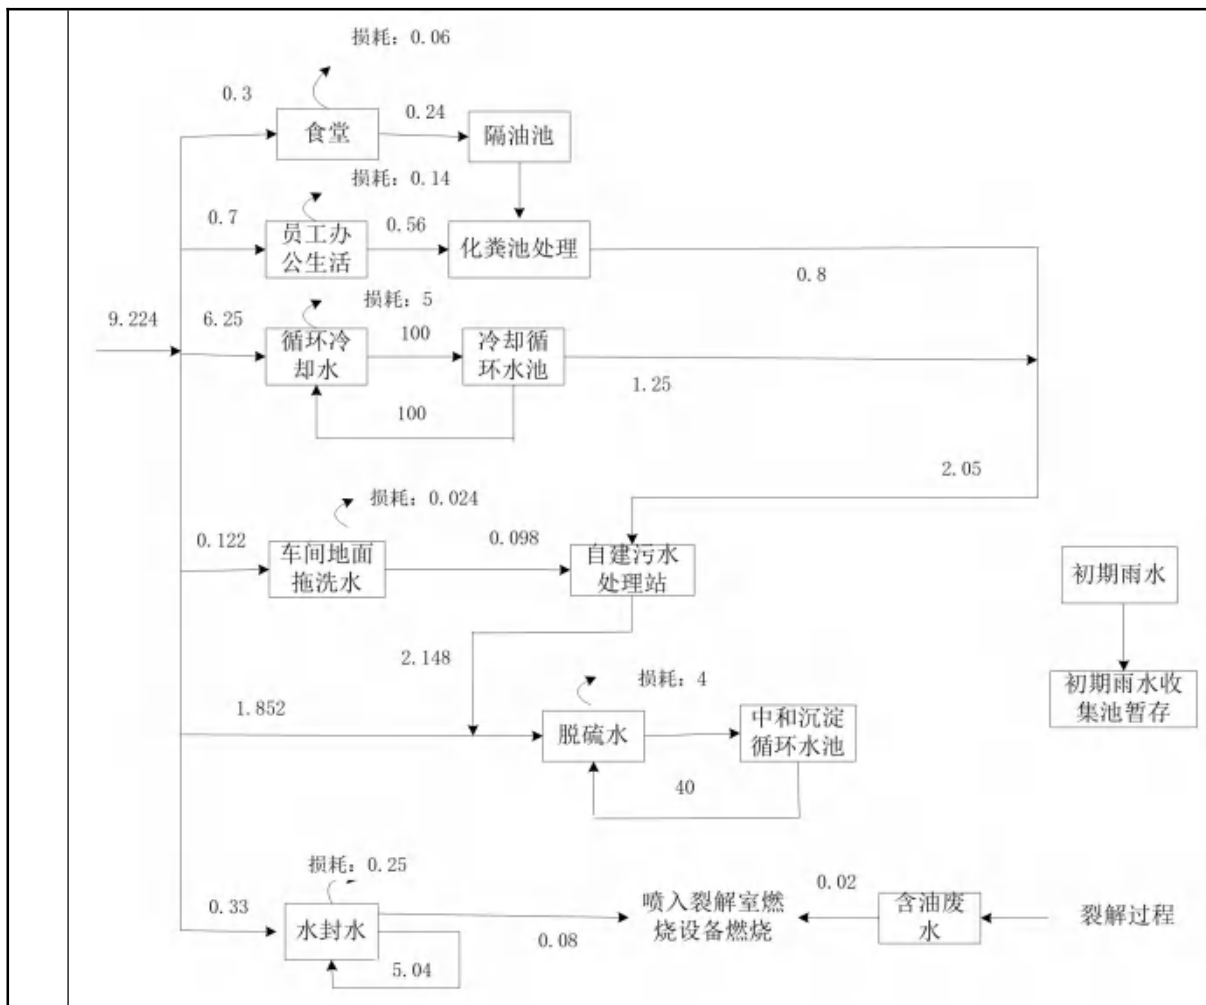 损耗：0.06
0.3
0.24
食堂
隔油池
损耗：0.14
0.7
0.56
员工办
公生活
化粪池处理
0.8
损耗：5
9.224
6.25
100
循环冷
却水
冷却循
环水池
1.25
100
2.05
损耗：0.024
0.122
0.098
车间地面
拖洗水
自建污水
处理站
初期雨水
2.148
损耗：4
初期雨水收
集池暂存
1.852
脱硫水
中和沉淀
循环水池
40
损耗：0.25
0.33
水封水
0.08
5.04
喷入裂解室燃
烧设备燃烧
0.02
含油废
水
裂解过程